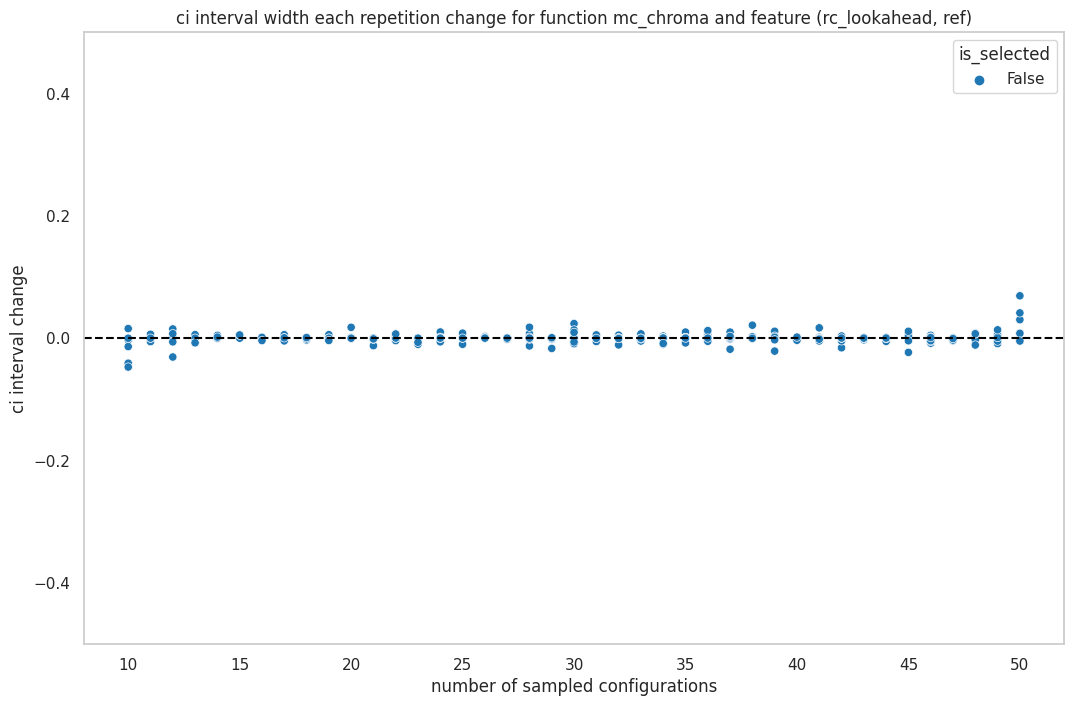 ci interval width each repetition change for function mc_chroma and feature (rc_lookahead, ref)
is_selected
False
ci interval change
0.4
0.2
0.0
−0.2
−0.4
10 15 20 25 30 35 40 45 50
number of sampled configurations